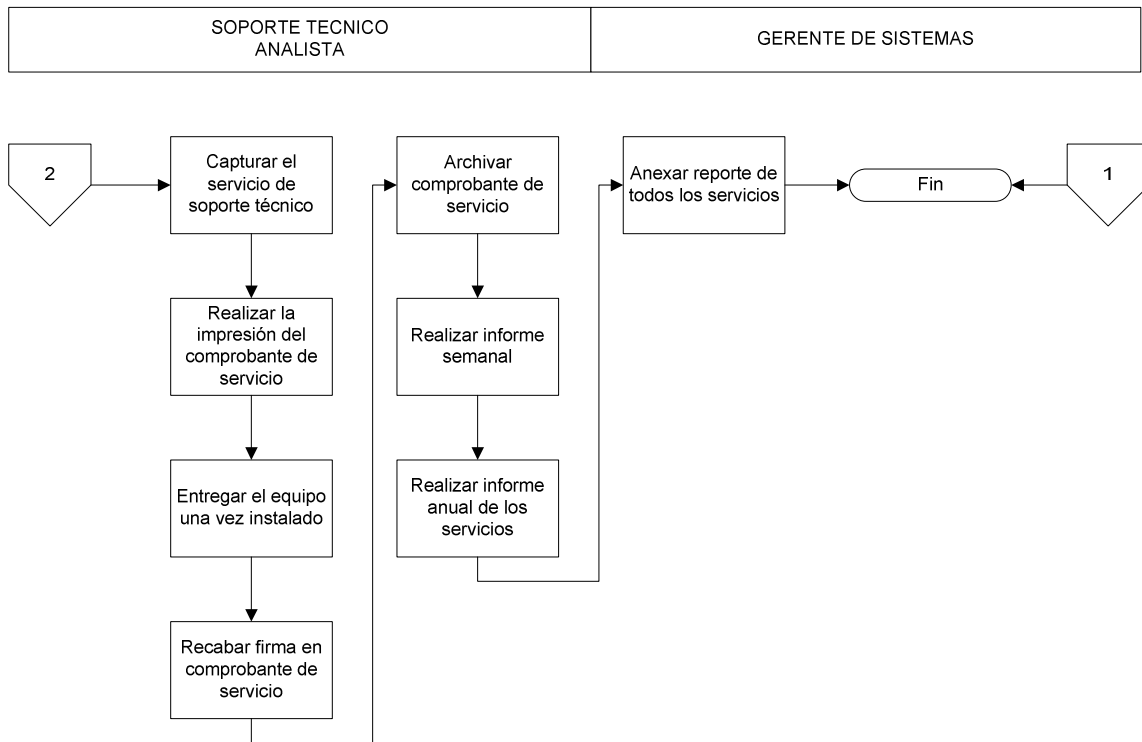 SOPORTE TECNICO
ANALISTA
GERENTE DE SISTEMAS
2
Capturar el
servicio de
soporte técnico
Realizar la
impresión del
comprobante de
servicio
Entregar el equipo
una vez instalado
Recabar firma en
comprobante de
servicio
Archivar
comprobante de
servicio
Realizar informe
semanal
Realizar informe
anual de los
servicios
Anexar reporte de
todos los servicios
Fin
1